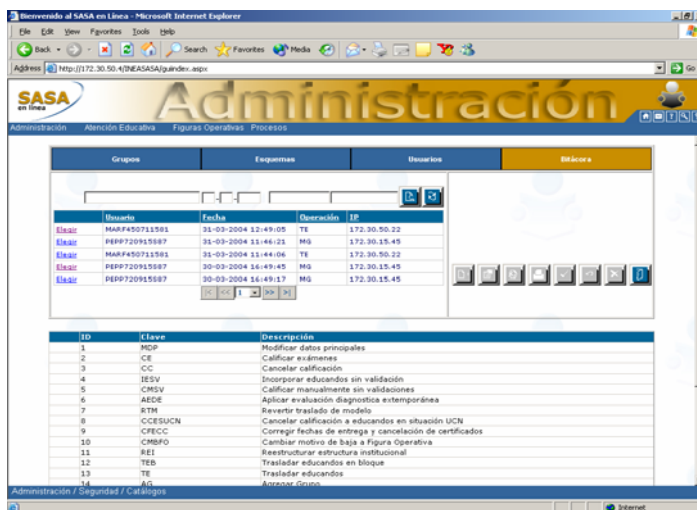 Bienvenido al SASA en Línea - Microsoft Internet Explorer
File Edit View Favorites Tools Help
Back Search Favorites Media
Address http://172.30.50.4/INEASASA/guindex.aspx Go
SASA
en línea
Administración
Administración Atención Educativa Figuras Operativas Procesos
Grupos Esquemas Usuarios Bitácora
Usuario Fecha Operación IP
Elegir MARF450711581 31-03-2004 12:49:05 TE 172.30.50.22
Elegir PEPP720915S87 31-03-2004 11:46:21 MG 172.30.15.45
Elegir MARF450711581 31-03-2004 11:44:06 TE 172.30.50.22
Elegir PEPP720915S87 30-03-2004 16:49:45 MG 172.30.15.45
Elegir PEPP720915S87 30-03-2004 16:49:17 MG 172.30.15.45
|< << 1 >> >|
ID Clave Descripción
1 MDP Modificar datos principales
2 CE Calificar exámenes
3 CC Cancelar calificación
4 IESV Incorporar educandos sin validación
5 CMSV Calificar manualmente sin validaciones
6 AEDE Aplicar evaluación diagnostica extemporánea
7 RTM Revertir traslado de modelo
8 CCESUCN Cancelar calificación a educandos en situación UCN
9 CFECC Corregir fechas de entrega y cancelación de certificados
10 CMBFO Cambiar motivo de baja a Figura Operativa
11 REI Reestructurar estructura institucional
12 TEB Trasladar educandos en bloque
13 TE Trasladar educandos
14 AG Agregar Grupo
Administración / Seguridad / Catálogos
Internet